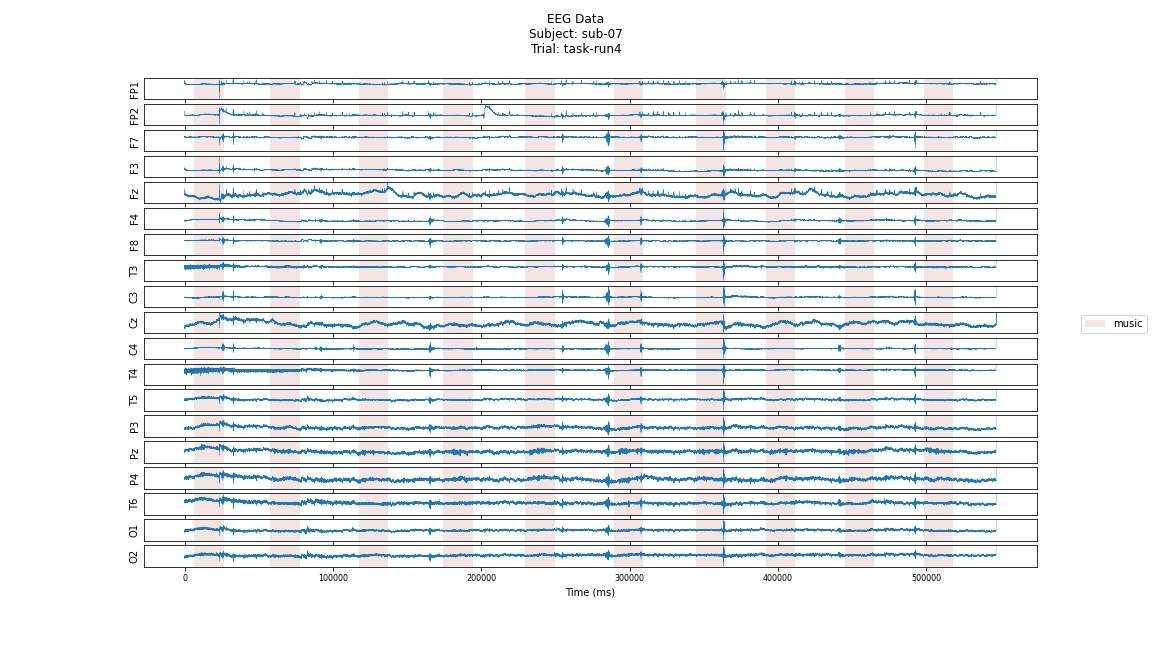 EEG Data
Subject: sub-07
Trial: task-run4
FP1
FP2
F7
F3
Fz
F4
F8
T3
C3
Cz
C4
T4
T5
P3
Pz
P4
T6
O1
O2
music
0 100000 200000 300000 400000 500000
Time (ms)